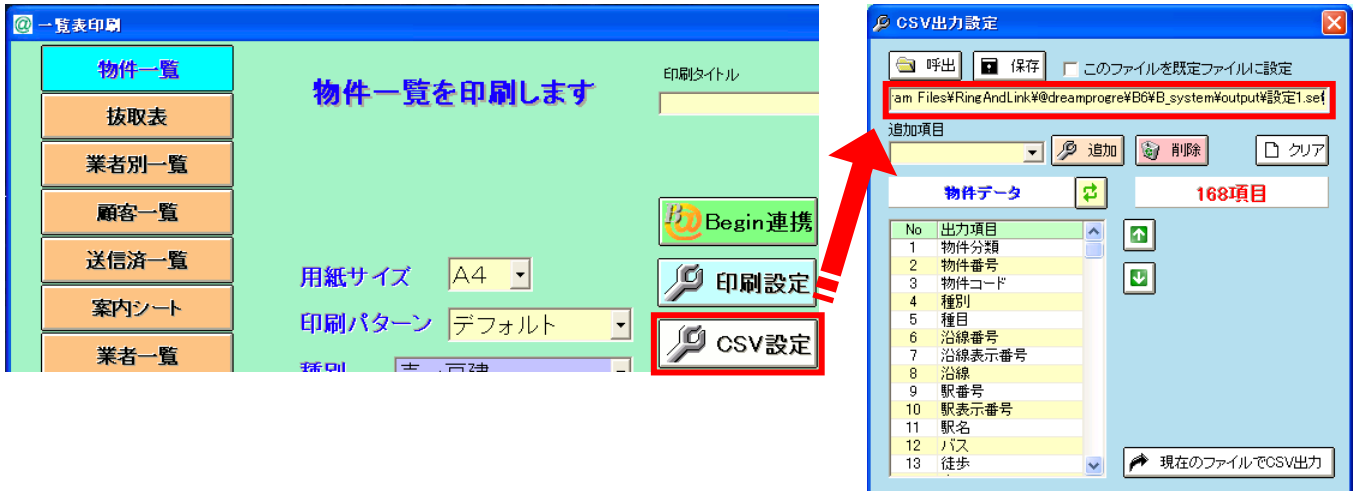 一覧表印刷
物件一覧
抜取表
業者別一覧
顧客一覧
送信済一覧
案内シート
業者一覧
物件一覧を印刷します
印刷タイトル
Begin連携
用紙サイズ A4
印刷設定
印刷パターン デフォルト
CSV設定
種別
CSV出力設定
呼出 保存 このファイルを既定ファイルに設定
ram Files¥RingAndLink¥@dreamprogre¥B6¥B_system¥output¥設定1.set
追加項目
追加 削除 クリア
物件データ 168項目
No 出力項目
1 物件分類
2 物件番号
3 物件コード
4 種別
5 種目
6 沿線番号
7 沿線表示番号
8 沿線
9 駅番号
10 駅表示番号
11 駅名
12 バス
13 徒歩
現在のファイルでCSV出力